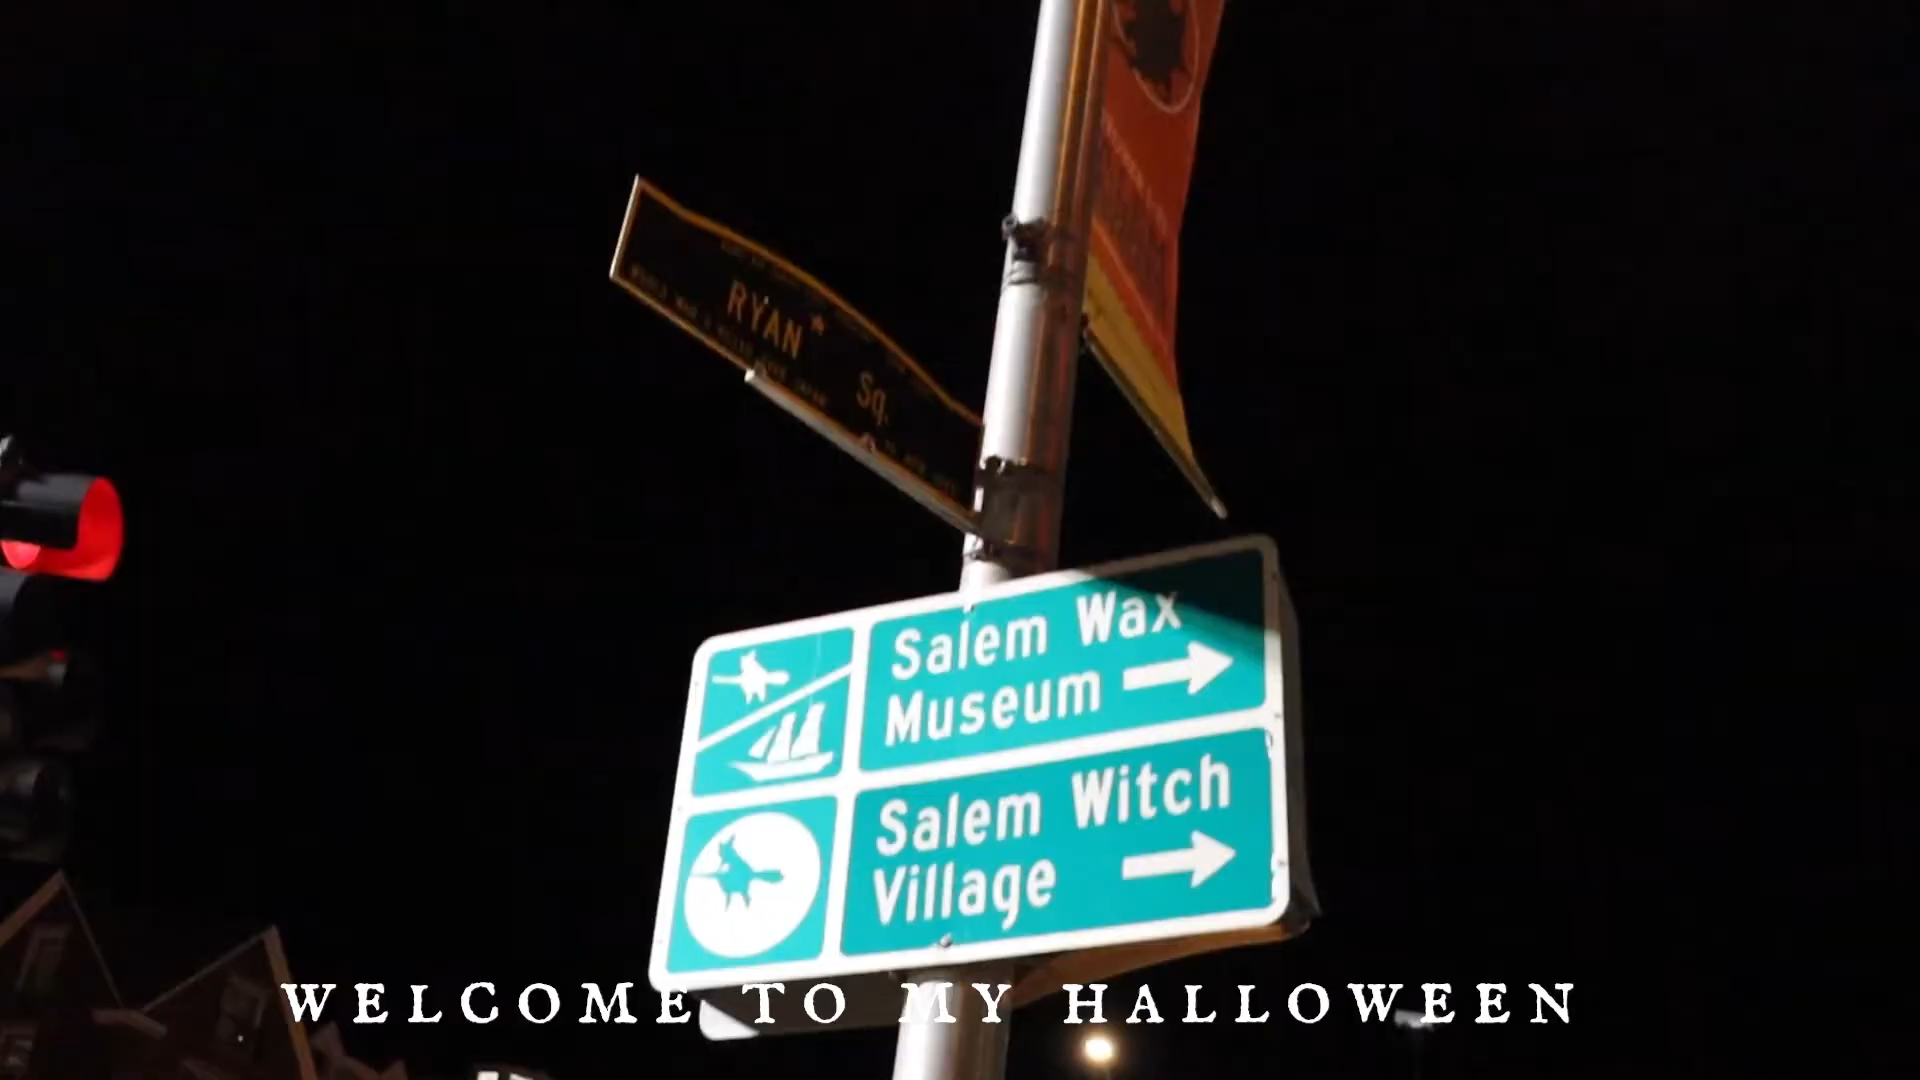 RYAN
Sq.
Salem Wax
Museum
Salem Witch
Village
WELCOME TO MY HALLOWEEN